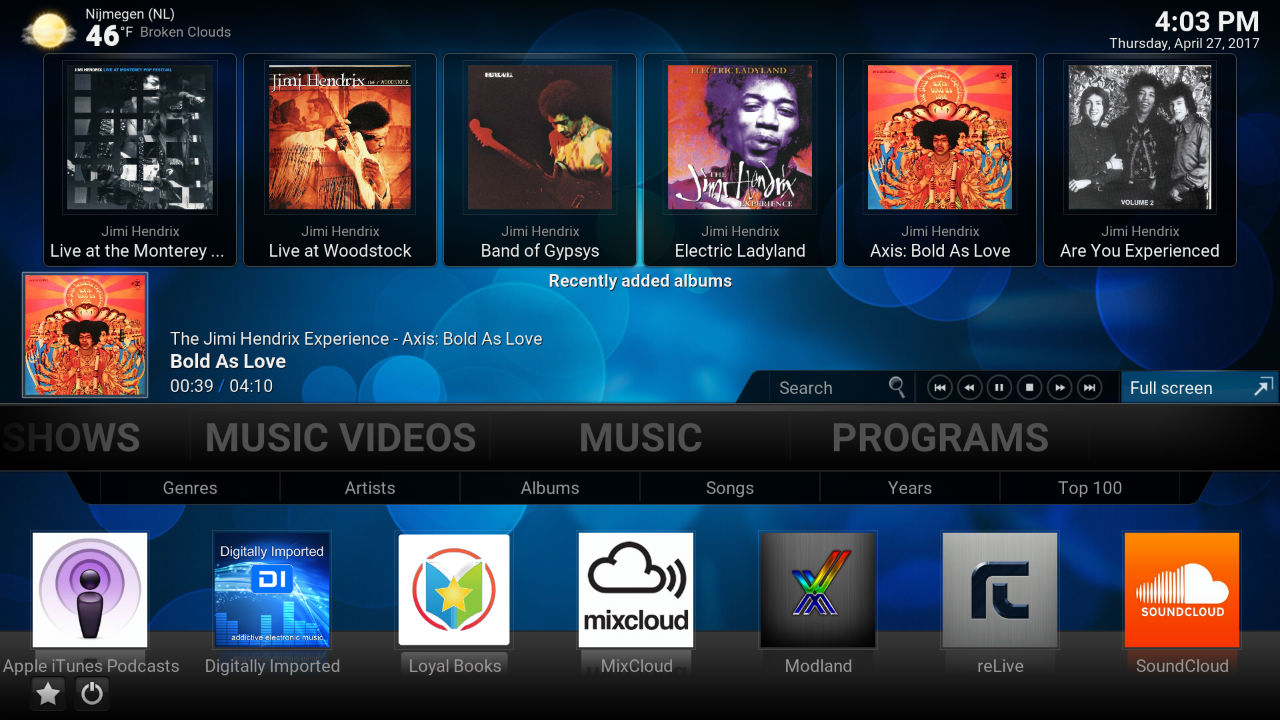 Nijmegen (NL)
46°F Broken Clouds
4:03 PM
Thursday, April 27, 2017
JIMI HENDRIX LIVE AT MONTEREY POP FESTIVAL
Jimi Hendrix LIVE AT WOODSTOCK
HENDRIX
ELECTRIC LADYLAND
THE
Jimi Hendrix
EXPERIENCE
VOLUME 2
Jimi Hendrix
Live at the Monterey ...
Jimi Hendrix
Live at Woodstock
Jimi Hendrix
Band of Gypsys
Jimi Hendrix
Electric Ladyland
Jimi Hendrix
Axis: Bold As Love
Jimi Hendrix
Are You Experienced
Recently added albums
The Jimi Hendrix Experience - Axis: Bold As Love
Bold As Love
00:39 / 04:10
Search
Full screen
SHOWS MUSIC VIDEOS MUSIC PROGRAMS
Genres Artists Albums Songs Years Top 100
Digitally Imported
DI
addictive electronic music
mixcloud
SOUNDCLOUD
Apple iTunes Podcasts Digitally Imported Loyal Books MixCloud Modland reLive SoundCloud